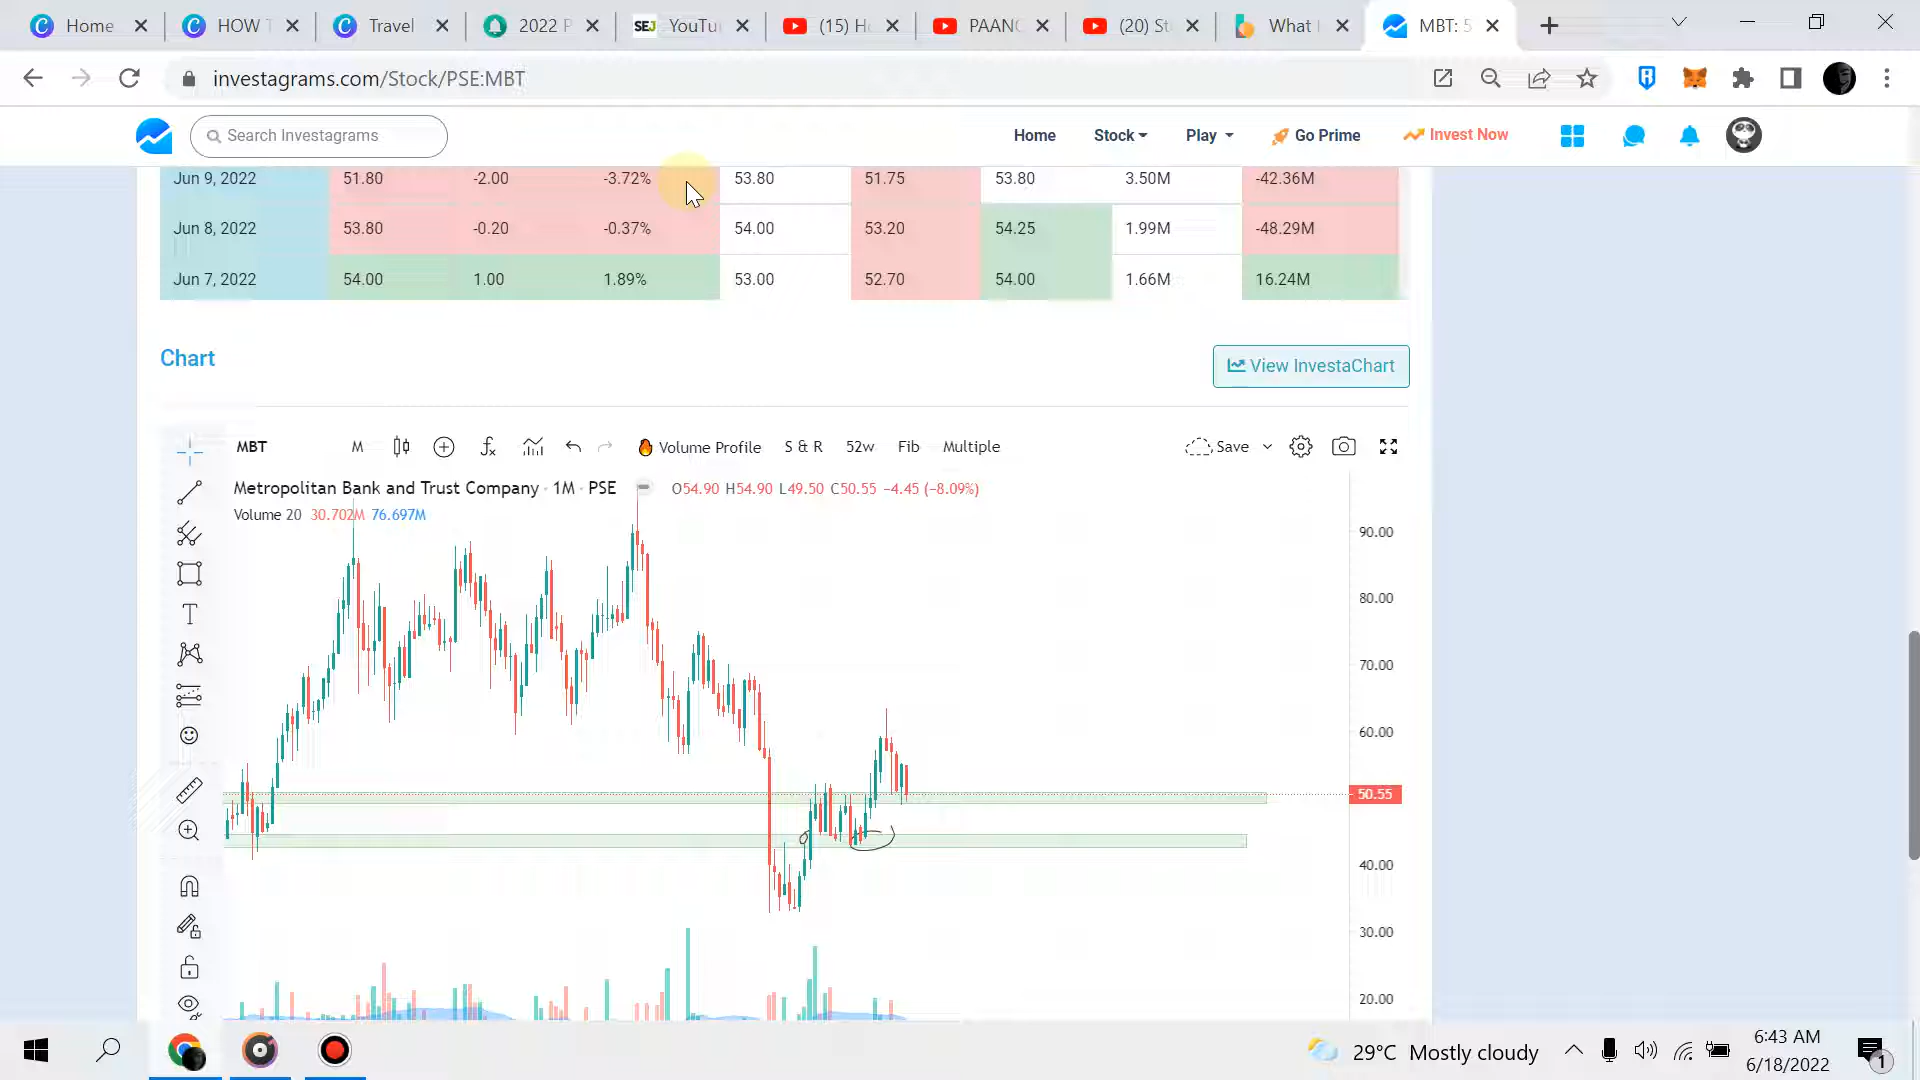 Home HOW T Travel 2022 P SEJ YouTu (15) H PAANO (20) St What MBT: 5
investagrams.com/Stock/PSE:MBT
Search Investagrams Home Stock Play Go Prime Invest Now
Jun 9, 2022 51.80 -2.00 -3.72% 53.80 51.75 53.80 3.50M -42.36M
Jun 8, 2022 53.80 -0.20 -0.37% 54.00 53.20 54.25 1.99M -48.29M
Jun 7, 2022 54.00 1.00 1.89% 53.00 52.70 54.00 1.66M 16.24M
Chart View InvestaChart
MBT M Volume Profile S & R 52w Fib Multiple Save
Metropolitan Bank and Trust Company · 1M · PSE O54.90 H54.90 L49.50 C50.55 −4.45 (−8.09%)
Volume 20 30.702M 76.697M
90.00
80.00
70.00
60.00
50.55
40.00
30.00
20.00
29°C Mostly cloudy 6:43 AM
6/18/2022 1